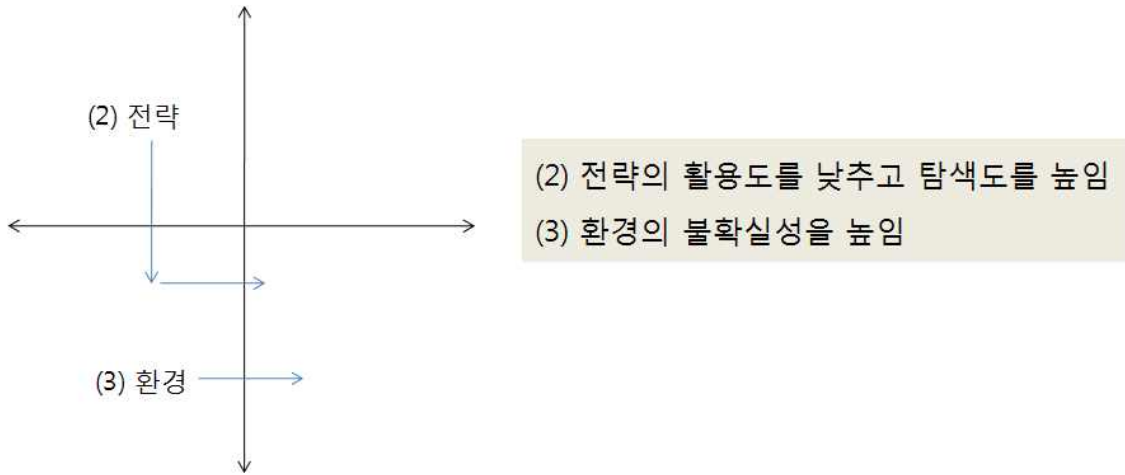 (2) 전략
(3) 환경
(2) 전략의 활용도를 낮추고 탐색도를 높임
(3) 환경의 불확실성을 높임